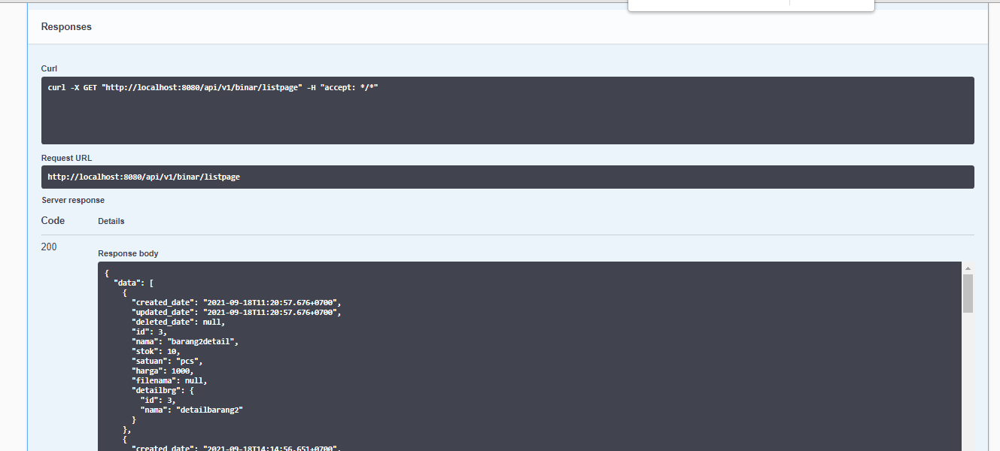 Responses
Curl
curl -X GET "http://localhost:8080/api/v1/binar/listpage" -H "accept: */*"
Request URL
http://localhost:8080/api/v1/binar/listpage
Server response
Code Details
200
Response body
{
"data": [
{
"created_date": "2021-09-18T11:20:57.676+0700",
"updated_date": "2021-09-18T11:20:57.676+0700",
"deleted_date": null,
"id": 3,
"nama": "barang2detail",
"stok": 10,
"satuan": "pcs",
"harga": 1000,
"filenama": null,
"detailbrg": {
"id": 3,
"nama": "detailbarang2"
}
},
{
"created_date": "2021-09-18T14:14:56.651+0700",